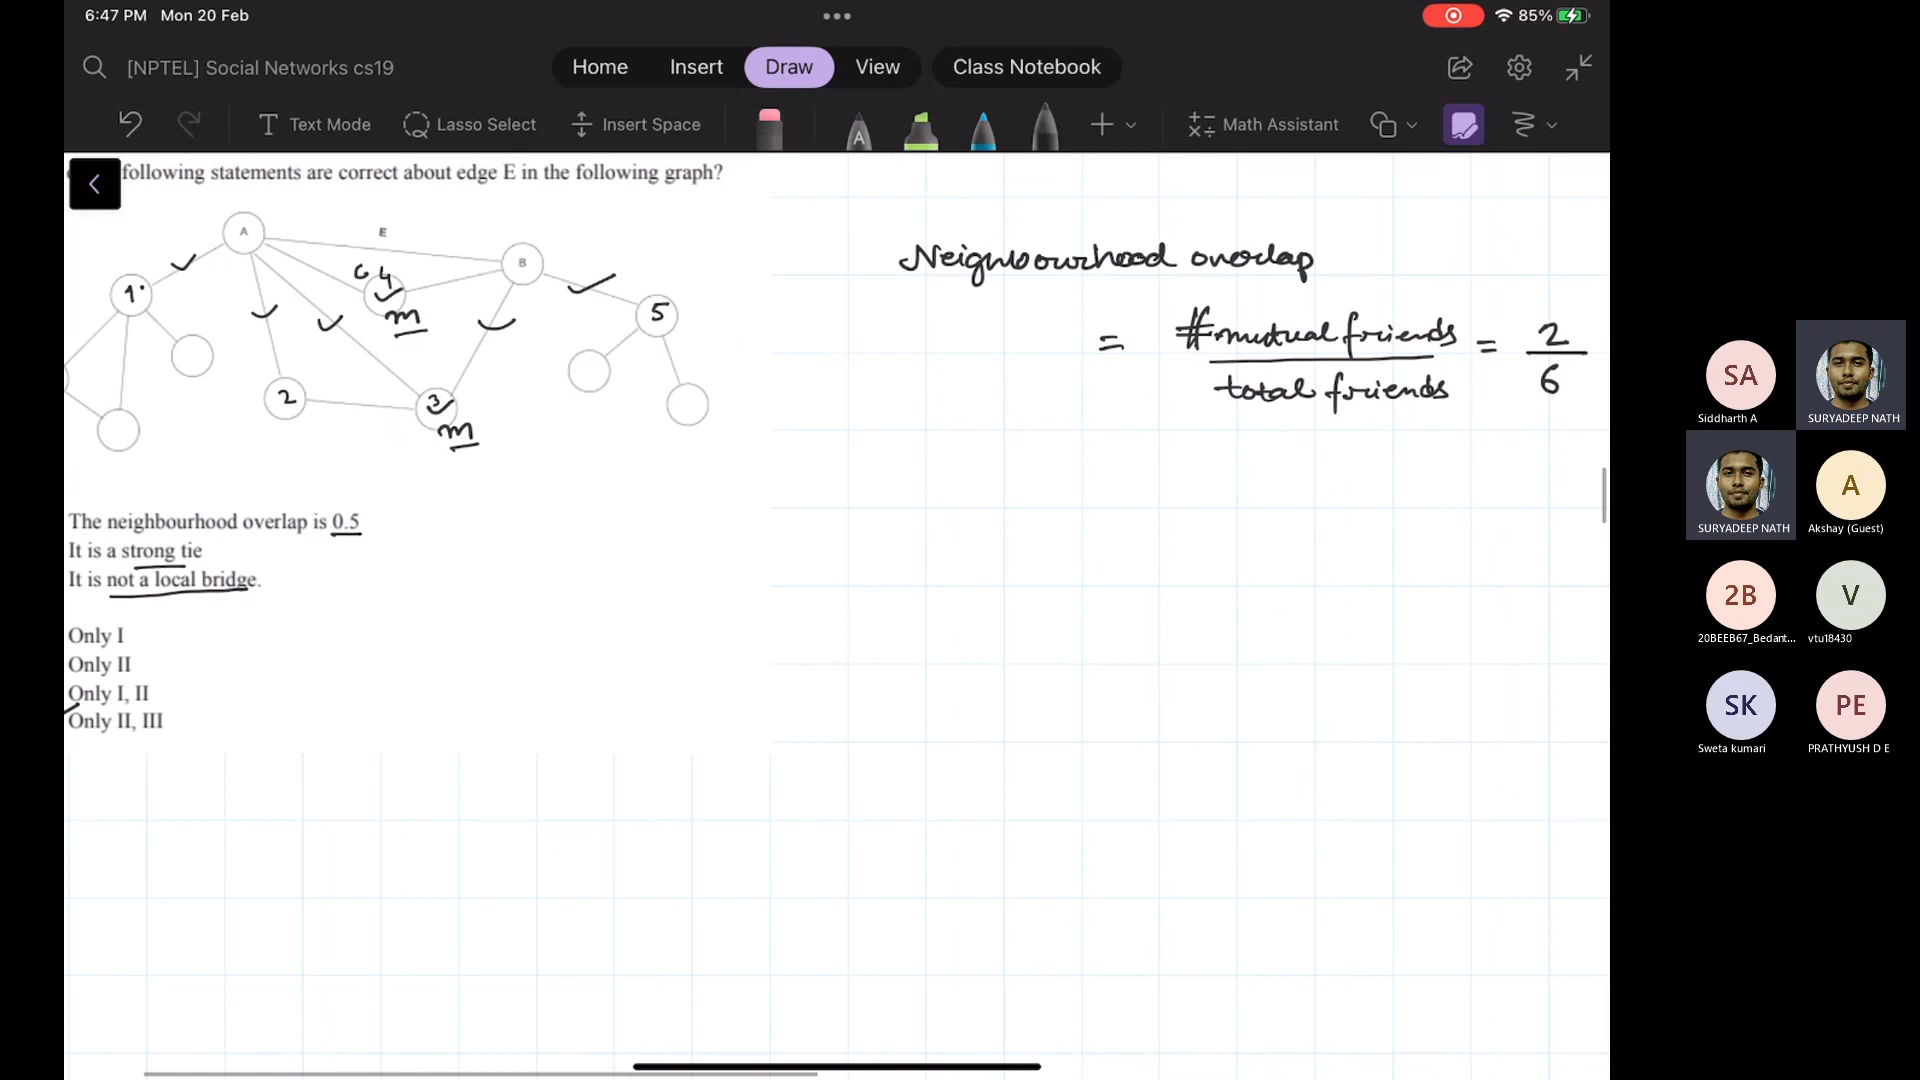 6:47 PM Mon 20 Feb
85%
[NPTEL] Social Networks cs19
Home Insert Draw View Class Notebook
Text Mode Lasso Select Insert Space A Math Assistant
following statements are correct about edge E in the following graph?
A E B
1 4 5
m
2 3
m
The neighbourhood overlap is 0.5
It is a strong tie
It is not a local bridge.
Only I
Only II
Only I, II
Only II, III
Neighbourhood overlap
= #mutual friends = 2
total friends 6
SA
Siddharth A
SURYADEEP NATH
SURYADEEP NATH
A
Akshay (Guest)
2B
20BEEB67_Bedant...
V
vtu18430
SK
Sweta kumari
PE
PRATHYUSH D E